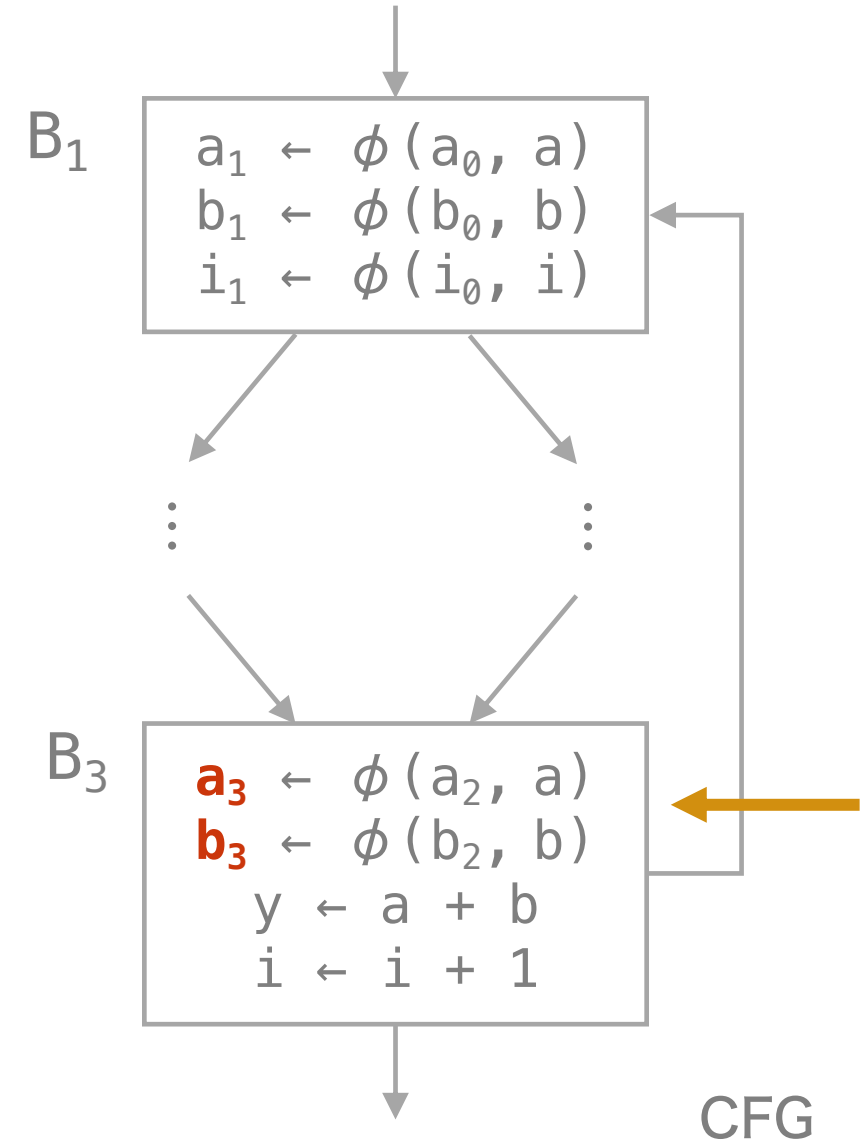 B₁
a₁ ← ϕ(a₀, a)
b₁ ← ϕ(b₀, b)
i₁ ← ϕ(i₀, i)
⋮ ⋮
B₃
a₃ ← ϕ(a₂, a)
b₃ ← ϕ(b₂, b)
y ← a + b
i ← i + 1
CFG